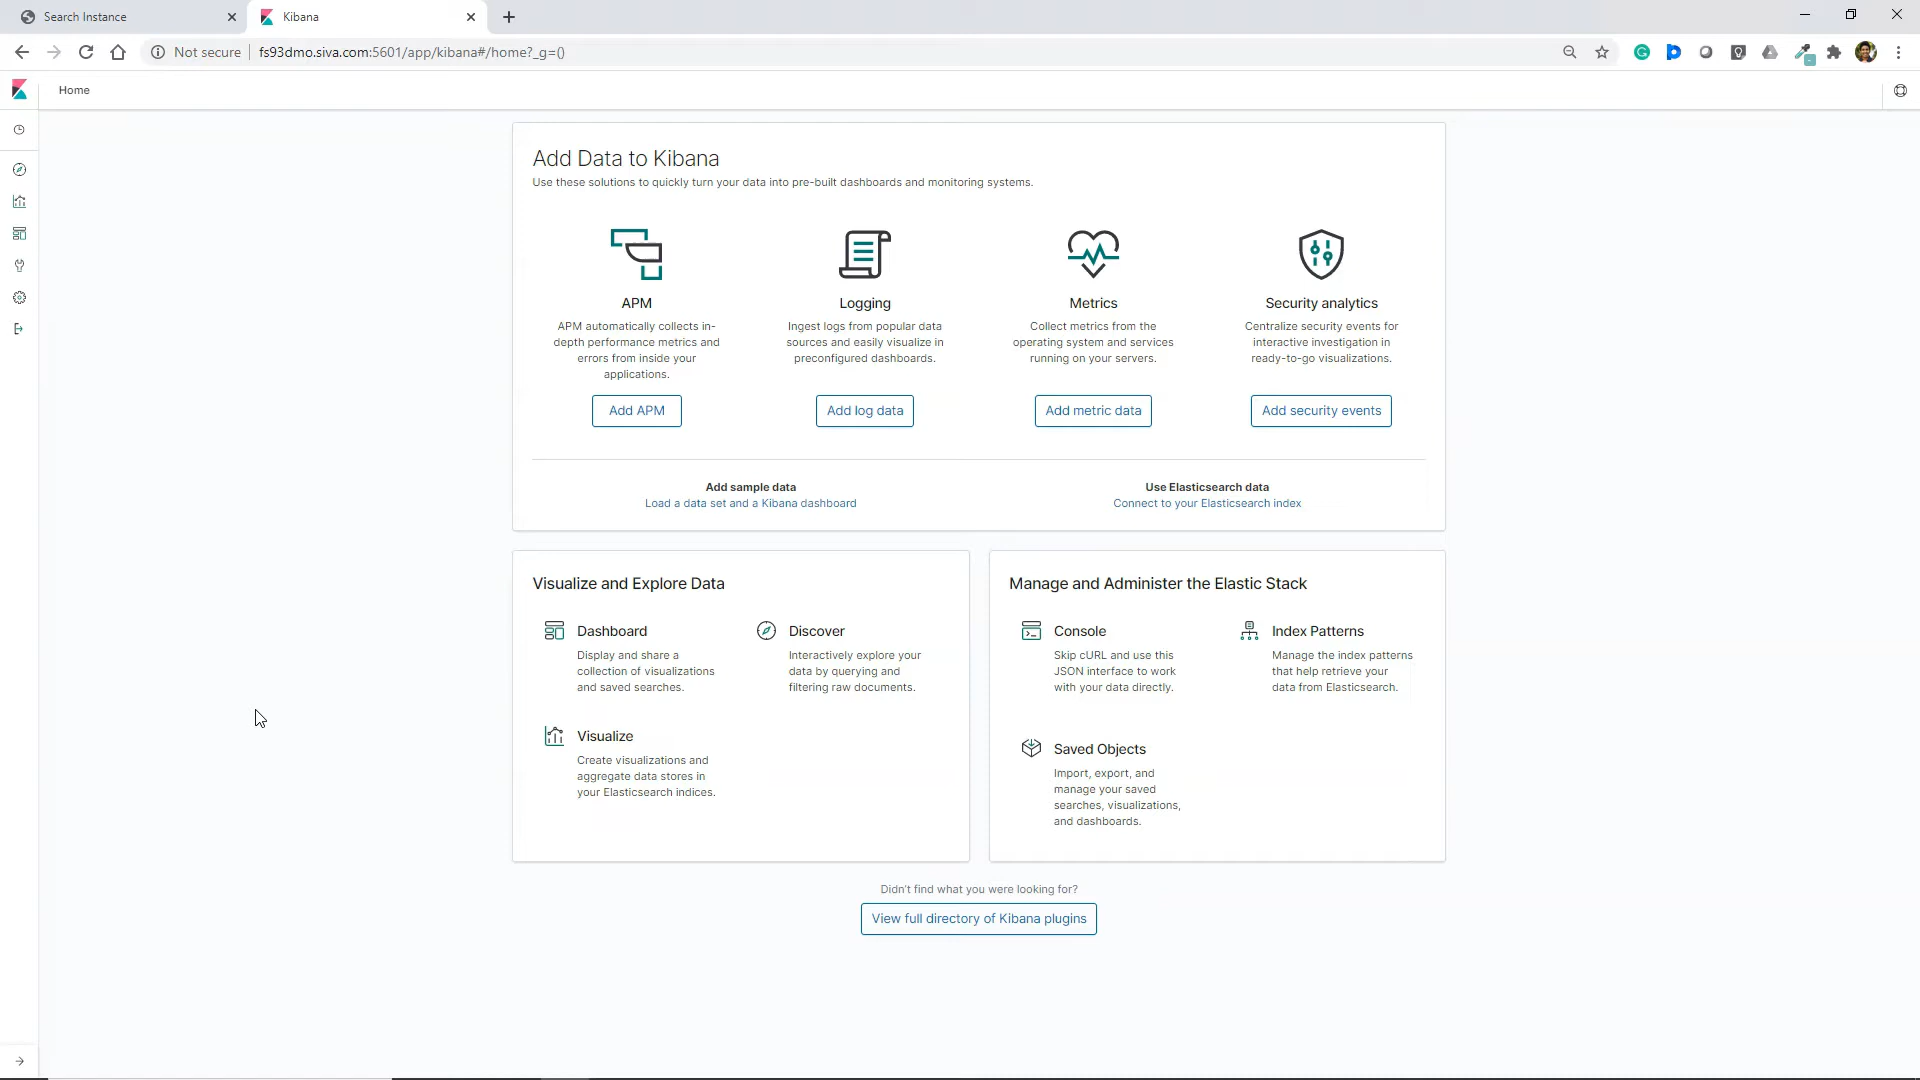 Search Instance
Kibana
Not secure
fs93dmo.siva.com:5601/app/kibana#/home?_g=()
Home
Add Data to Kibana
Use these solutions to quickly turn your data into pre-built dashboards and monitoring systems.
APM
APM automatically collects in-
depth performance metrics and
errors from inside your
applications.
Add APM
Logging
Ingest logs from popular data
sources and easily visualize in
preconfigured dashboards.
Add log data
Metrics
Collect metrics from the
operating system and services
running on your servers.
Add metric data
Security analytics
Centralize security events for
interactive investigation in
ready-to-go visualizations.
Add security events
Add sample data
Load a data set and a Kibana dashboard
Use Elasticsearch data
Connect to your Elasticsearch index
Visualize and Explore Data
Dashboard
Display and share a
collection of visualizations
and saved searches.
Discover
Interactively explore your
data by querying and
filtering raw documents.
Visualize
Create visualizations and
aggregate data stores in
your Elasticsearch indices.
Manage and Administer the Elastic Stack
Console
Skip cURL and use this
JSON interface to work
with your data directly.
Index Patterns
Manage the index patterns
that help retrieve your
data from Elasticsearch.
Saved Objects
Import, export, and
manage your saved
searches, visualizations,
and dashboards.
Didn't find what you were looking for?
View full directory of Kibana plugins